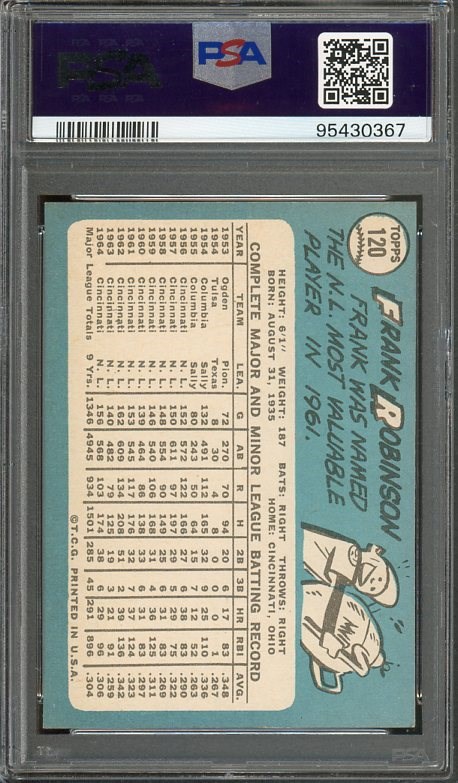 PSA
95430367
TOPPS
120
FRANK ROBINSON
FRANK WAS NAMED
THE N.L. MOST VALUABLE
PLAYER IN 1961.
M.V.P.
HEIGHT: 6'1" WEIGHT: 187 BATS: RIGHT THROWS: RIGHT
BORN: AUGUST 31, 1935 HOME: CINCINNATI, OHIO
COMPLETE MAJOR AND MINOR LEAGUE BATTING RECORD
YEAR TEAM LEA. G AB R H 2B 3B HR RBI AVG.
1953 Ogden Pion. 72 270 70 94 20 6 17 83 .348
1954 Tulsa Texas 8 30 4 8 0 0 0 1 .267
1954 Columbia Sally 132 491 112 165 32 9 25 110 .336
1955 Columbia Sally 80 243 50 64 15 7 12 52 .263
1956 Cincinnati N. L. 152 572 122 166 27 6 38 83 .290
1957 Cincinnati N. L. 150 611 97 197 29 5 29 75 .322
1958 Cincinnati N. L. 148 554 90 149 25 6 31 83 .269
1959 Cincinnati N. L. 146 540 106 168 31 4 36 125 .311
1960 Cincinnati N. L. 139 464 86 138 33 6 31 83 .297
1961 Cincinnati N. L. 153 545 117 176 32 7 37 124 .323
1962 Cincinnati N. L. 162 609 134 208 51 2 39 136 .342
1963 Cincinnati N. L. 140 482 79 125 19 3 21 91 .259
1964 Cincinnati N. L. 156 568 103 174 38 6 29 96 .306
Major League Totals 9 Yrs. 1346 4945 934 1501 285 45 291 896 .304
©T.C.G. PRINTED IN U.S.A.